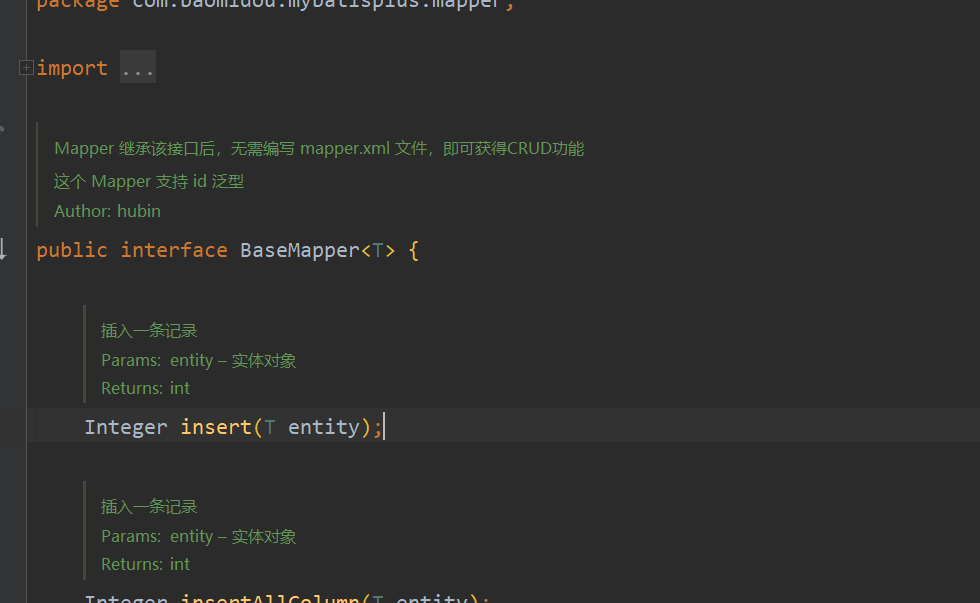 package com.baomidou.mybatisplus.mapper;
import ...
Mapper 继承该接口后，无需编写 mapper.xml 文件，即可获得CRUD功能
这个 Mapper 支持 id 泛型
Author: hubin
public interface BaseMapper<T> {
插入一条记录
Params: entity – 实体对象
Returns: int
Integer insert(T entity);
插入一条记录
Params: entity – 实体对象
Returns: int
Integer insertAllColumn(T entity);